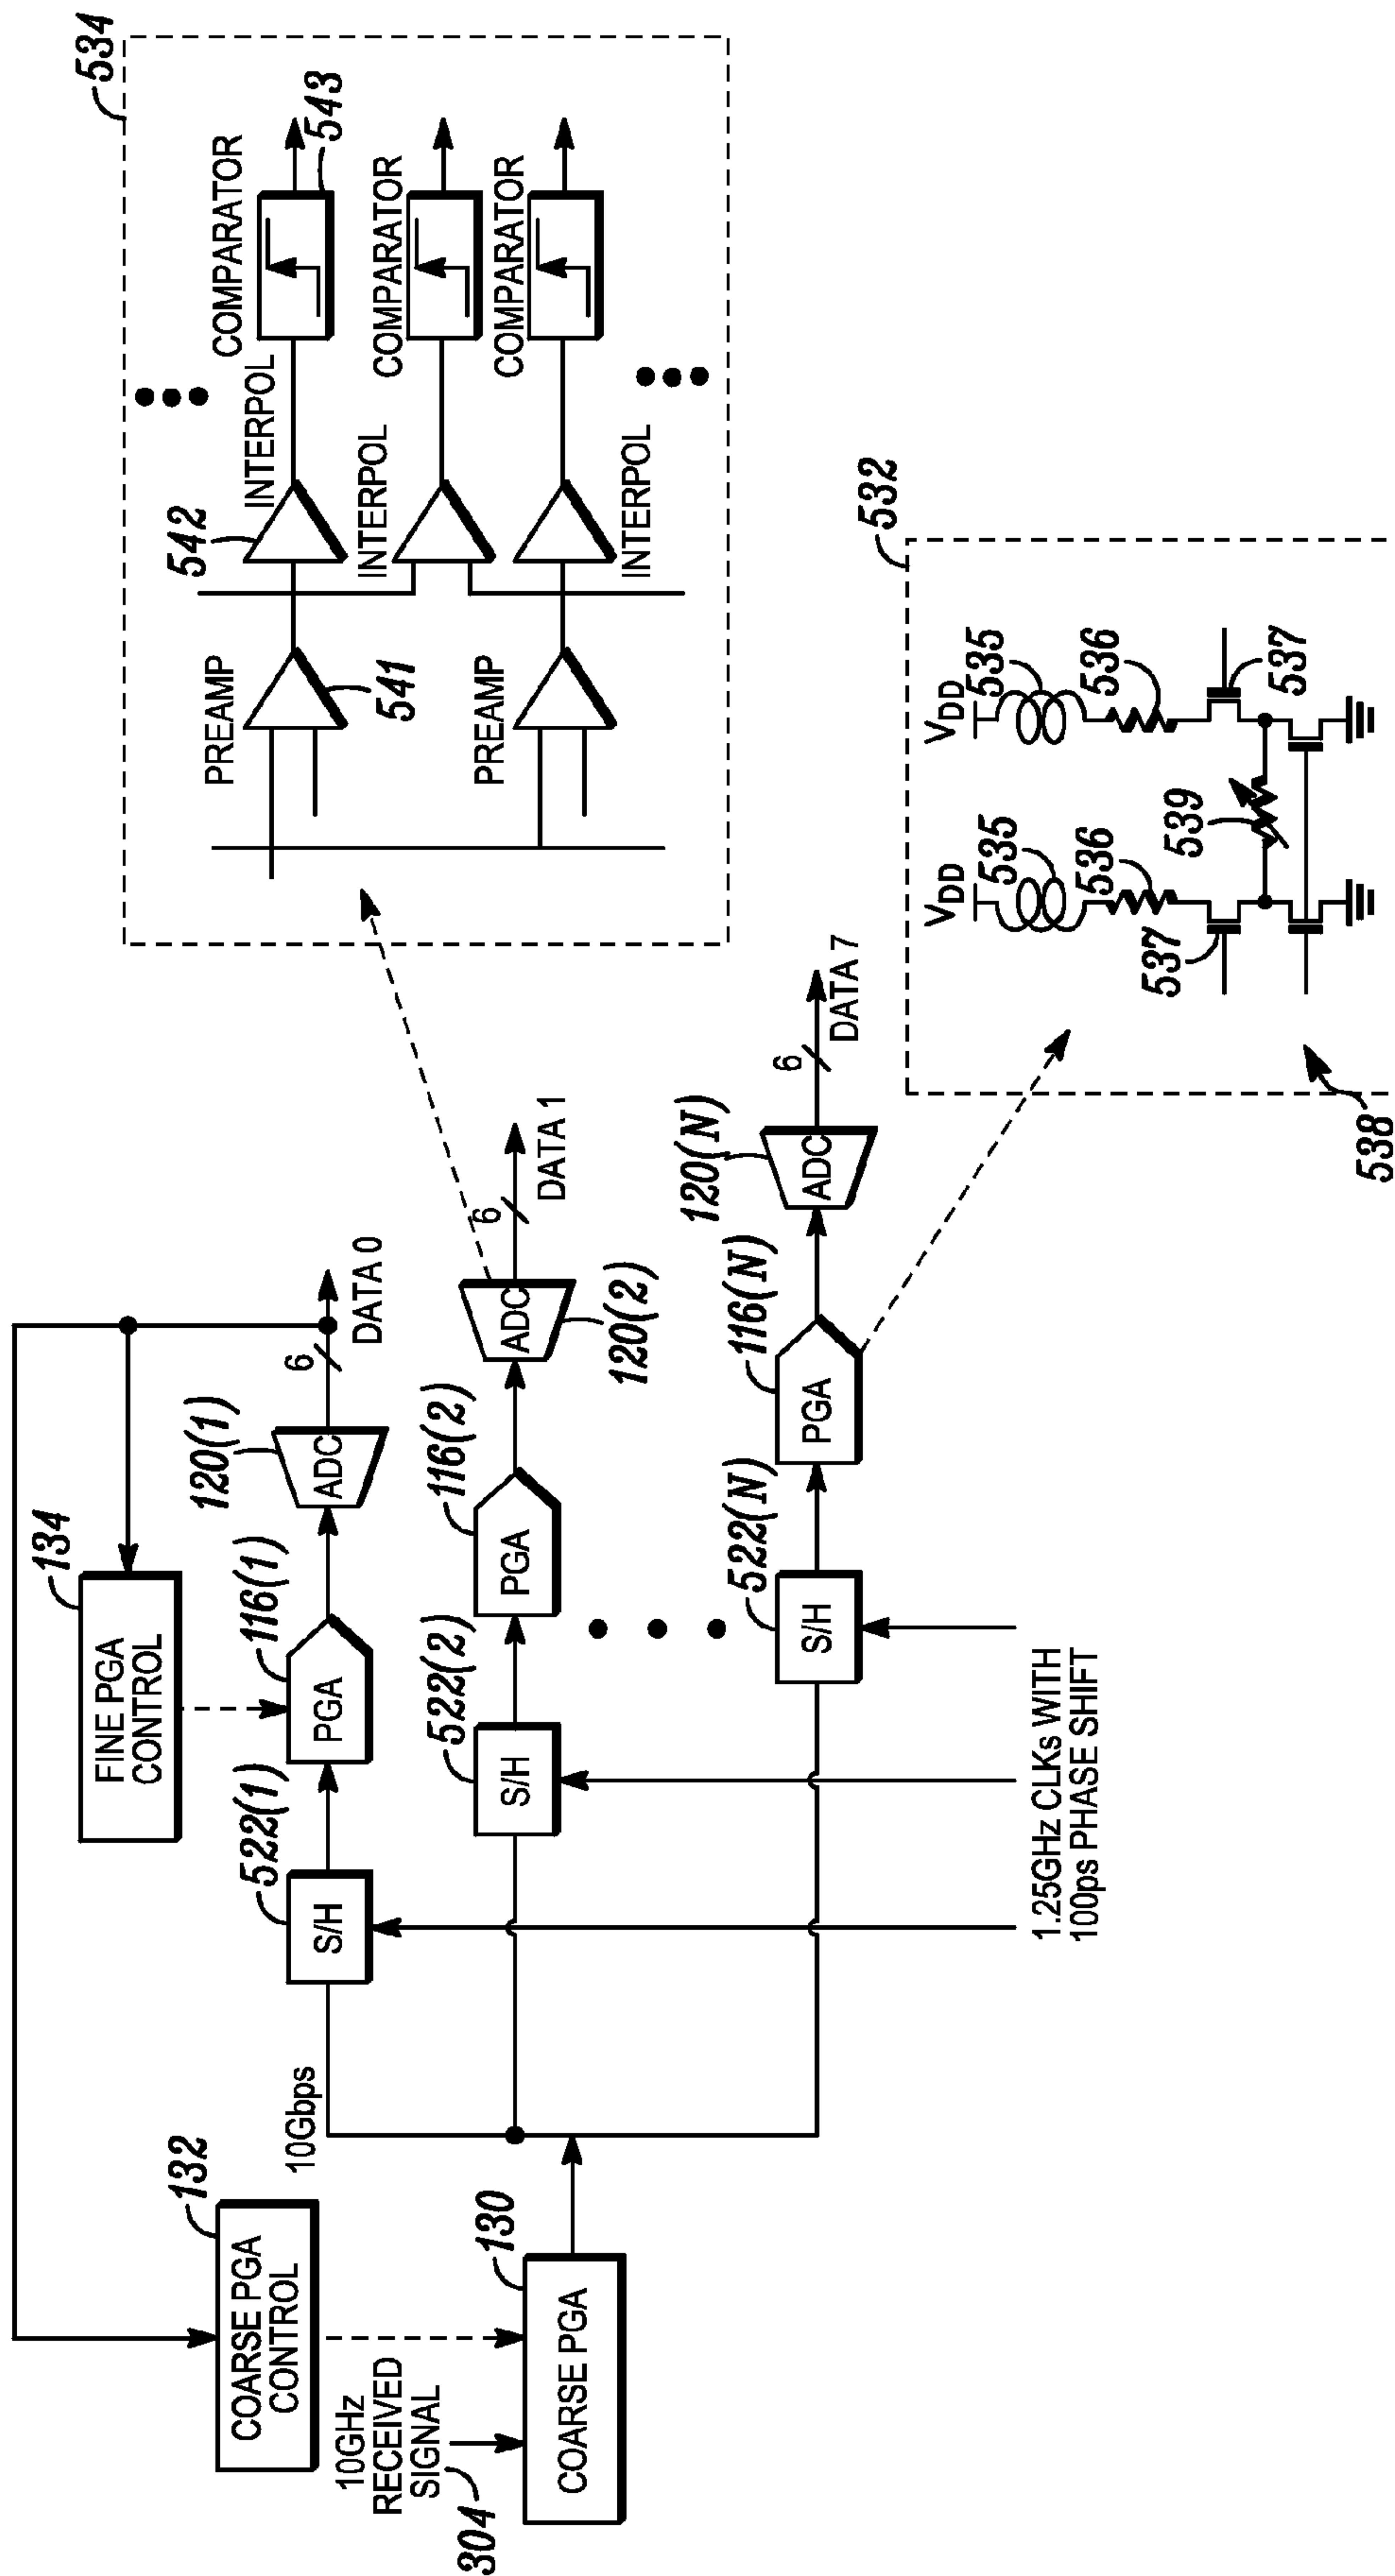 534
COMPARATOR
543
COMPARATOR
COMPARATOR
INTERPOL
542
INTERPOL
INTERPOL
PREAMP
541
PREAMP
532
VDD
535
536
537
539
VDD
535
536
537
538
134
FINE PGA
CONTROL
132
COARSE PGA
CONTROL
10GHz
RECEIVED
SIGNAL
304
130
COARSE PGA
10Gbps
522(1)
S/H
116(1)
PGA
120(1)
ADC
6
DATA 0
522(2)
S/H
116(2)
PGA
120(2)
ADC
6
DATA 1
522(N)
S/H
116(N)
PGA
120(N)
ADC
6
DATA 7
1.25GHz CLKs WITH
100ps PHASE SHIFT